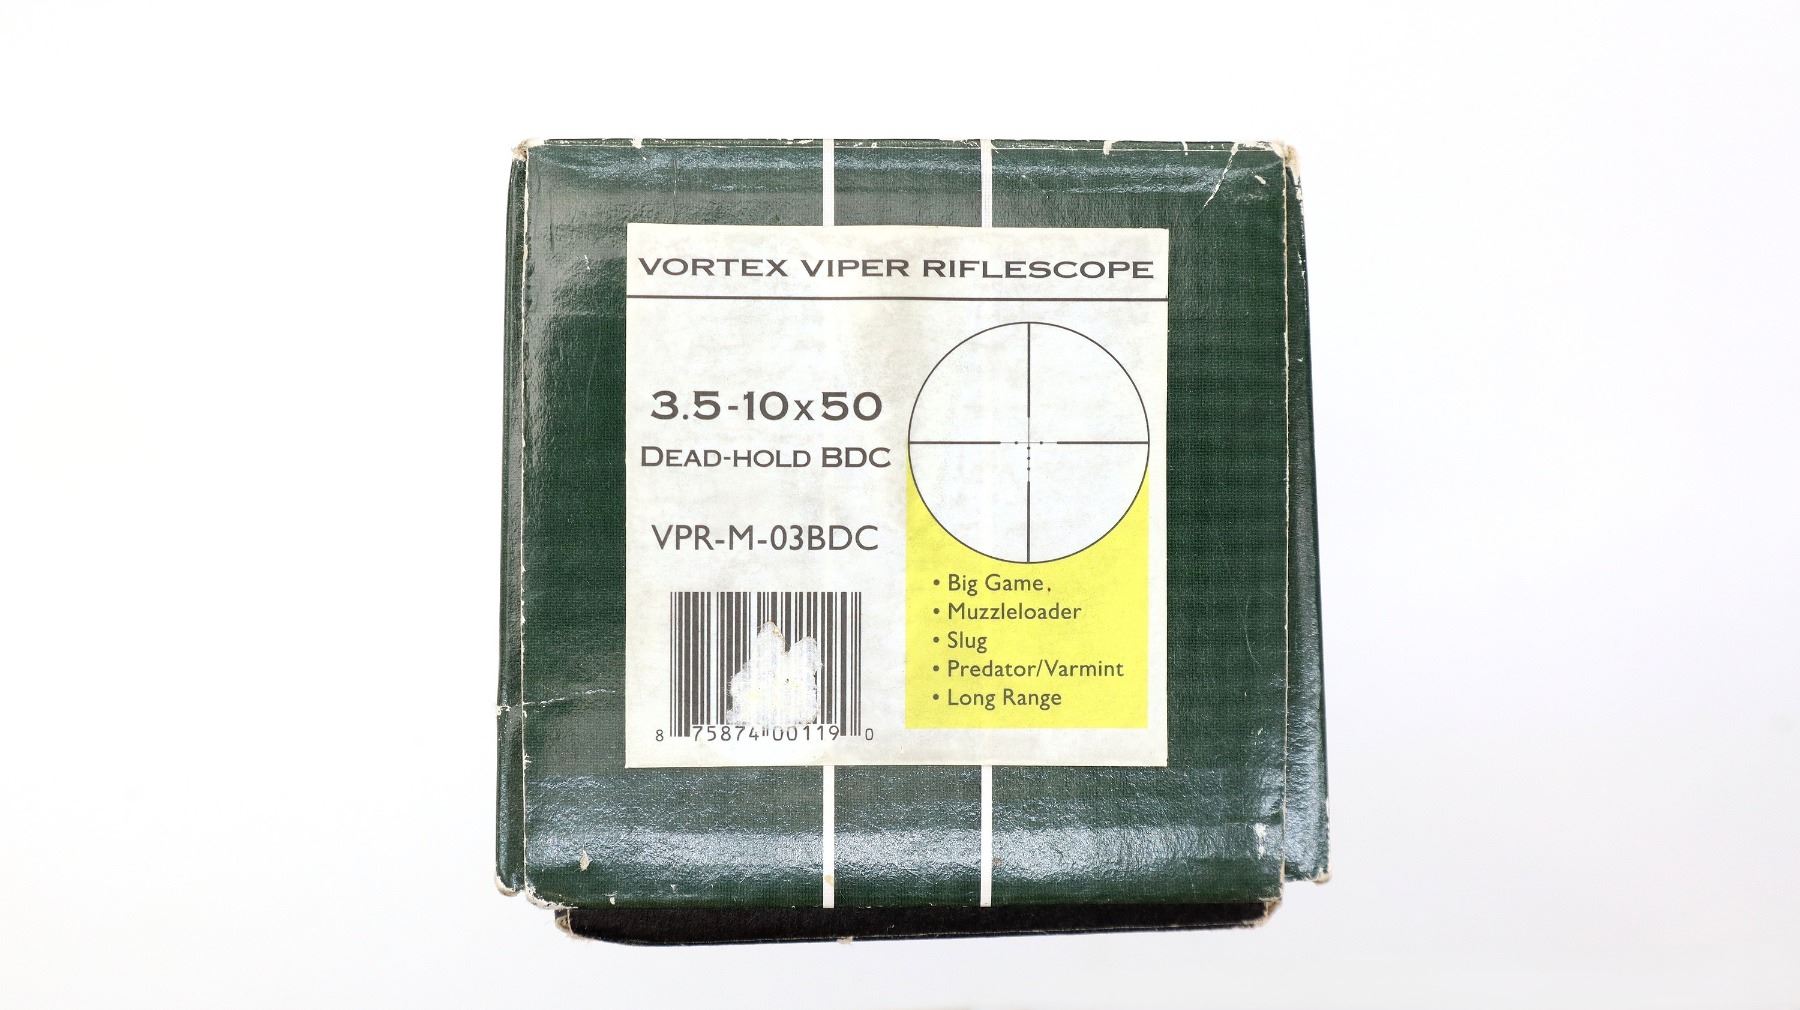 VORTEX VIPER RIFLESCOPE
3.5-10x50
DEAD-HOLD BDC
VPR-M-03BDC
8 75874 00119 0
• Big Game,
• Muzzleloader
• Slug
• Predator/Varmint
• Long Range